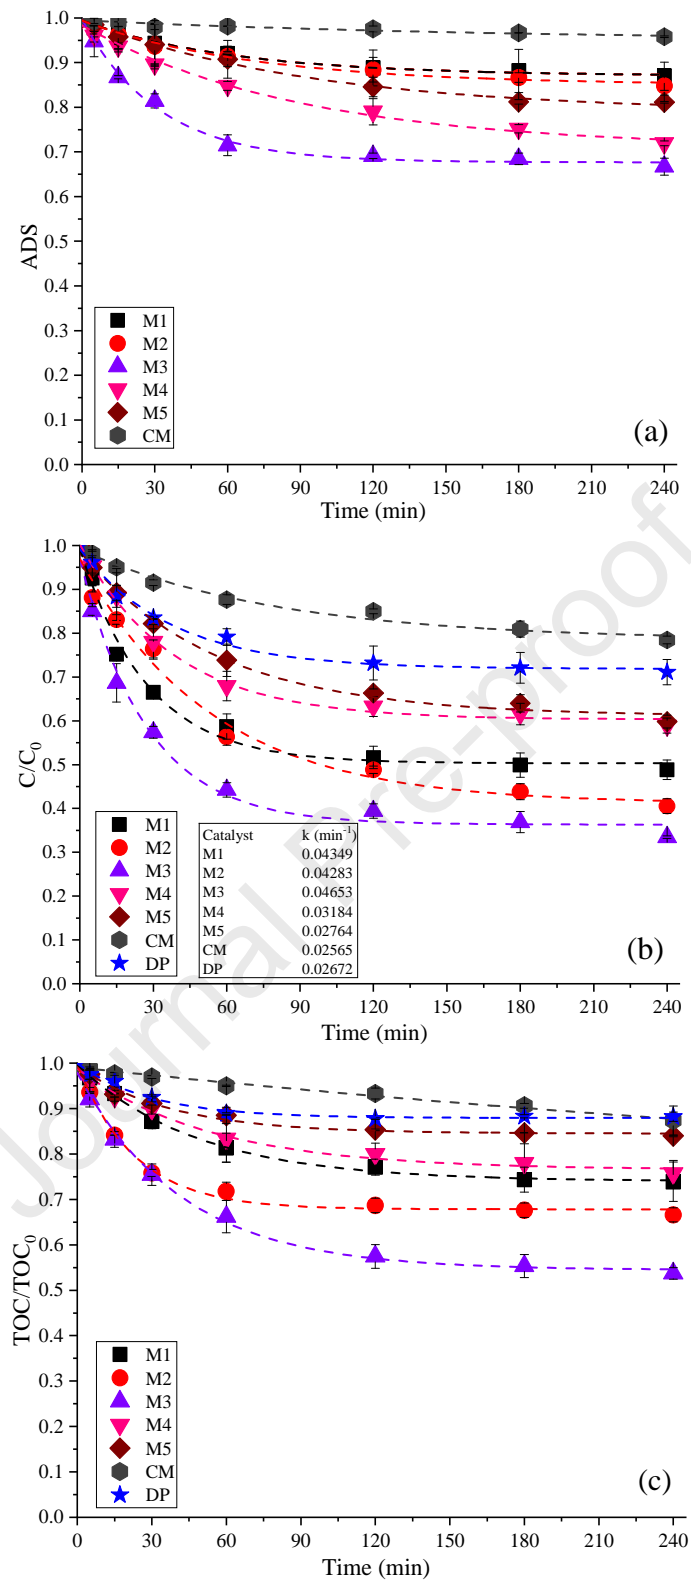 1.0
0.9
0.8
0.7
0.6
0.5
0.4
0.3
0.2
0.1
0.0
ADS
M1
M2
M3
M4
M5
CM
(a)
0 30 60 90 120 150 180 210 240
Time (min)
1.0
0.9
0.8
0.7
0.6
0.5
0.4
0.3
0.2
0.1
0.0
C/C0
M1
M2
M3
M4
M5
CM
DP
Catalyst k (min-1)
M1 0.04349
M2 0.04283
M3 0.04653
M4 0.03184
M5 0.02764
CM 0.02565
DP 0.02672
(b)
0 30 60 90 120 150 180 210 240
Time (min)
1.0
0.9
0.8
0.7
0.6
0.5
0.4
0.3
0.2
0.1
0.0
TOC/TOC0
M1
M2
M3
M4
M5
CM
DP
(c)
0 30 60 90 120 150 180 210 240
Time (min)
Journal Pre-proof